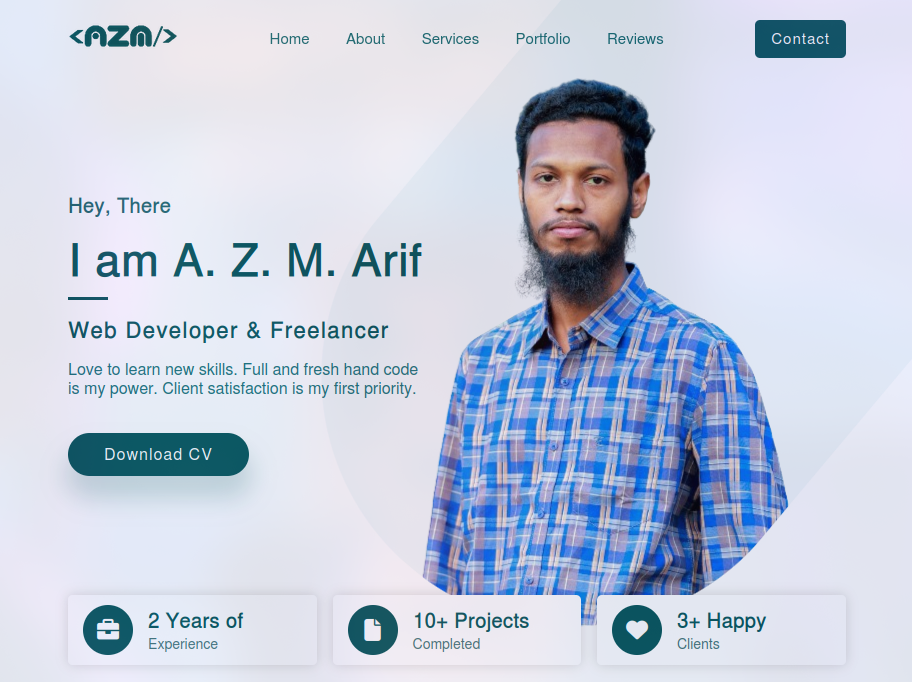 <AZM/>
Home About Services Portfolio Reviews Contact
Hey, There
I am A. Z. M. Arif
Web Developer & Freelancer
Love to learn new skills. Full and fresh hand code
is my power. Client satisfaction is my first priority.
Download CV
2 Years of
Experience
10+ Projects
Completed
3+ Happy
Clients